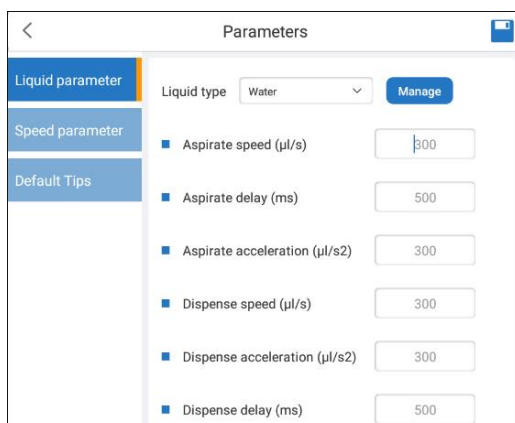 Parameters
Liquid parameter
Speed parameter
Default Tips
Liquid type Water Manage
Aspirate speed (µl/s) 300
Aspirate delay (ms) 500
Aspirate acceleration (µl/s2) 300
Dispense speed (µl/s) 300
Dispense acceleration (µl/s2) 300
Dispense delay (ms) 500